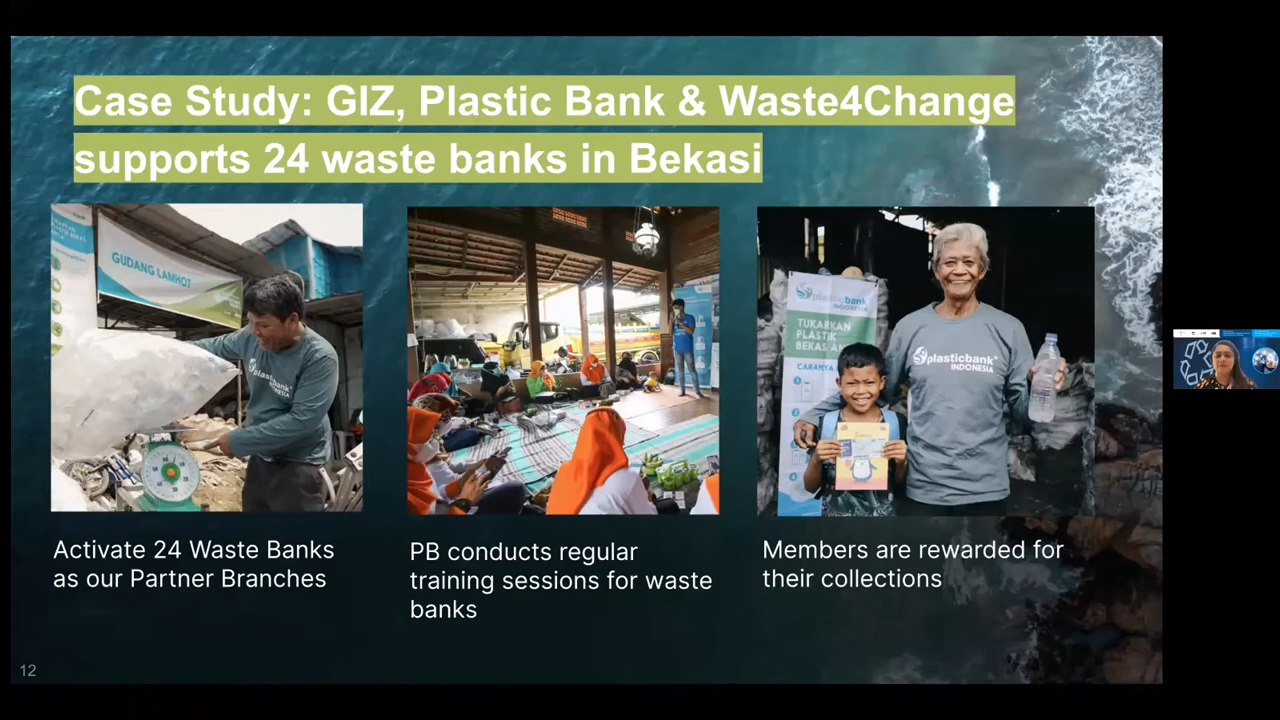 Case Study: GIZ, Plastic Bank & Waste4Change
supports 24 waste banks in Bekasi
GUDANG LAMHOT
plasticbank
INDONESIA
plasticbank
INDONESIA
TUKARKAN
PLASTIK
BEKAS
CARANYA
plasticbank
INDONESIA
Activate 24 Waste Banks
as our Partner Branches
PB conducts regular
training sessions for waste
banks
Members are rewarded for
their collections
12